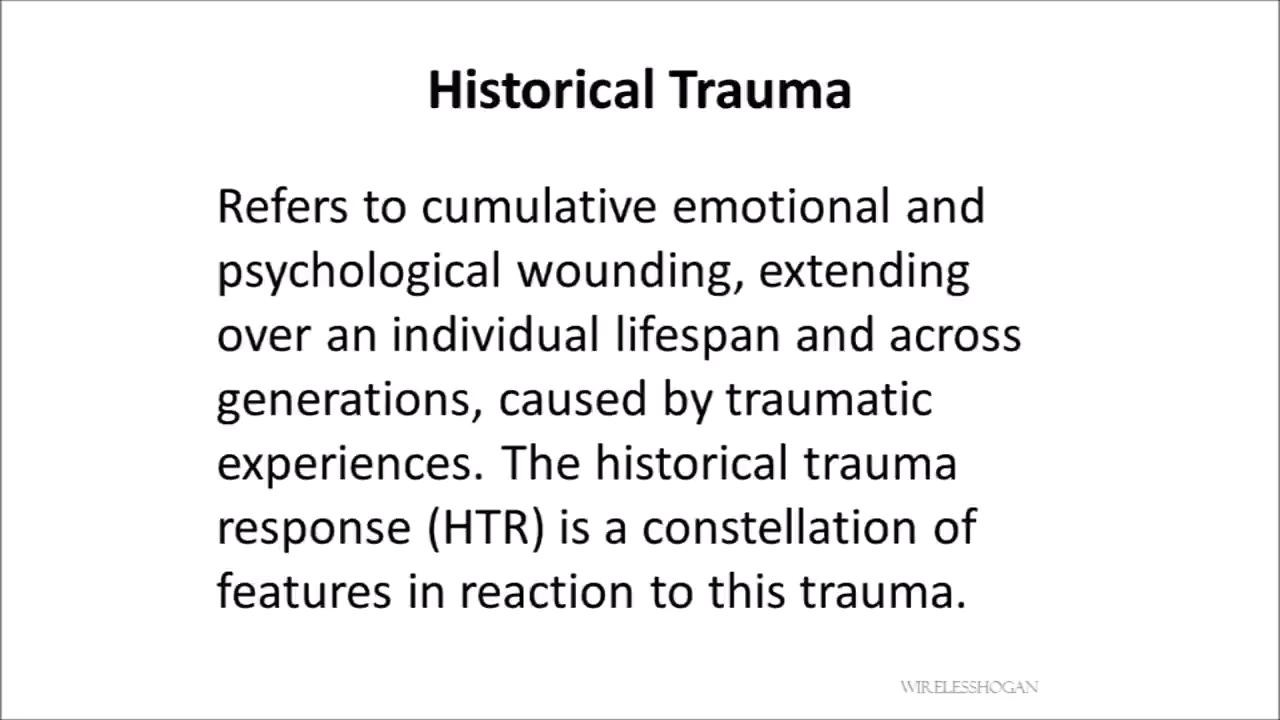 Historical Trauma
Refers to cumulative emotional and
psychological wounding, extending
over an individual lifespan and across
generations, caused by traumatic
experiences. The historical trauma
response (HTR) is a constellation of
features in reaction to this trauma.
WIRELESSHOGAN